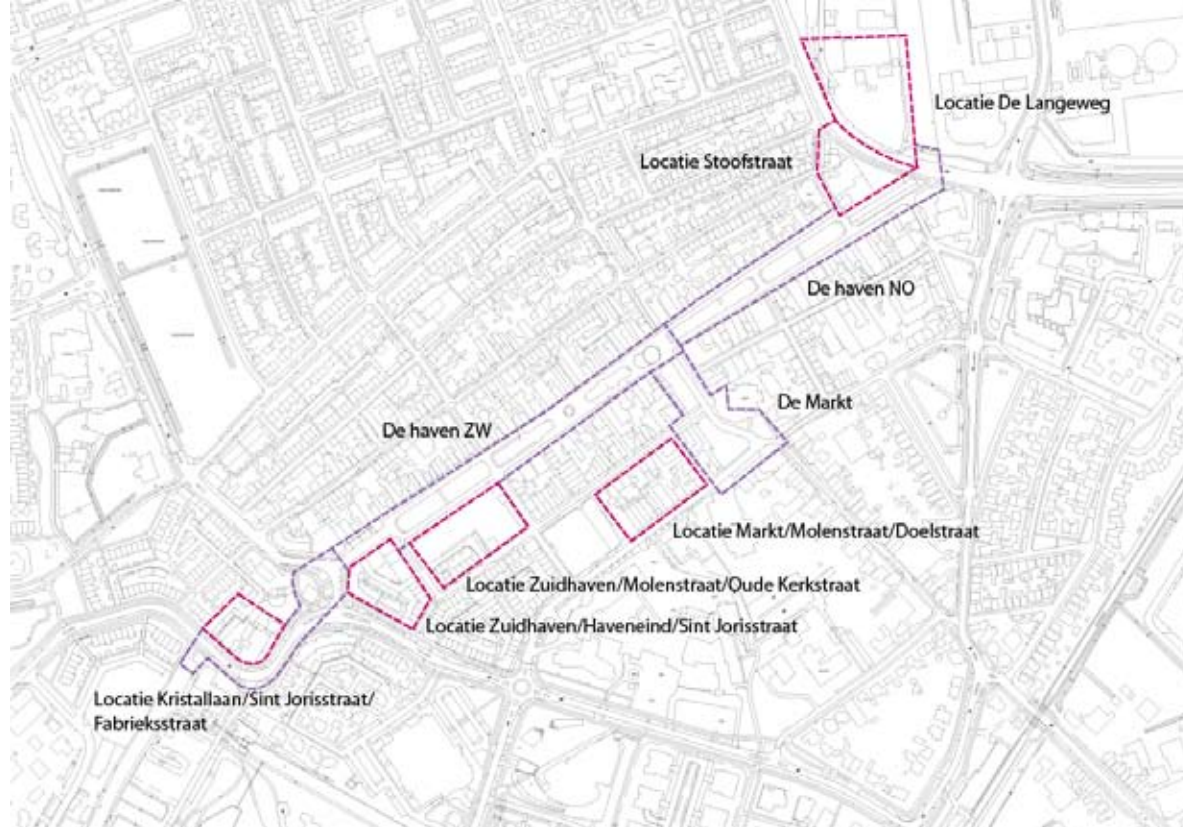 Locatie De Langeweg
Locatie Stoofstraat
De haven NO
De Markt
De haven ZW
Locatie Markt/Molenstraat/Doelstraat
Locatie Zuidhaven/Molenstraat/Oude Kerkstraat
Locatie Zuidhaven/Haveneind/Sint Jorisstraat
Locatie Kristallaan/Sint Jorisstraat/
Fabrieksstraat